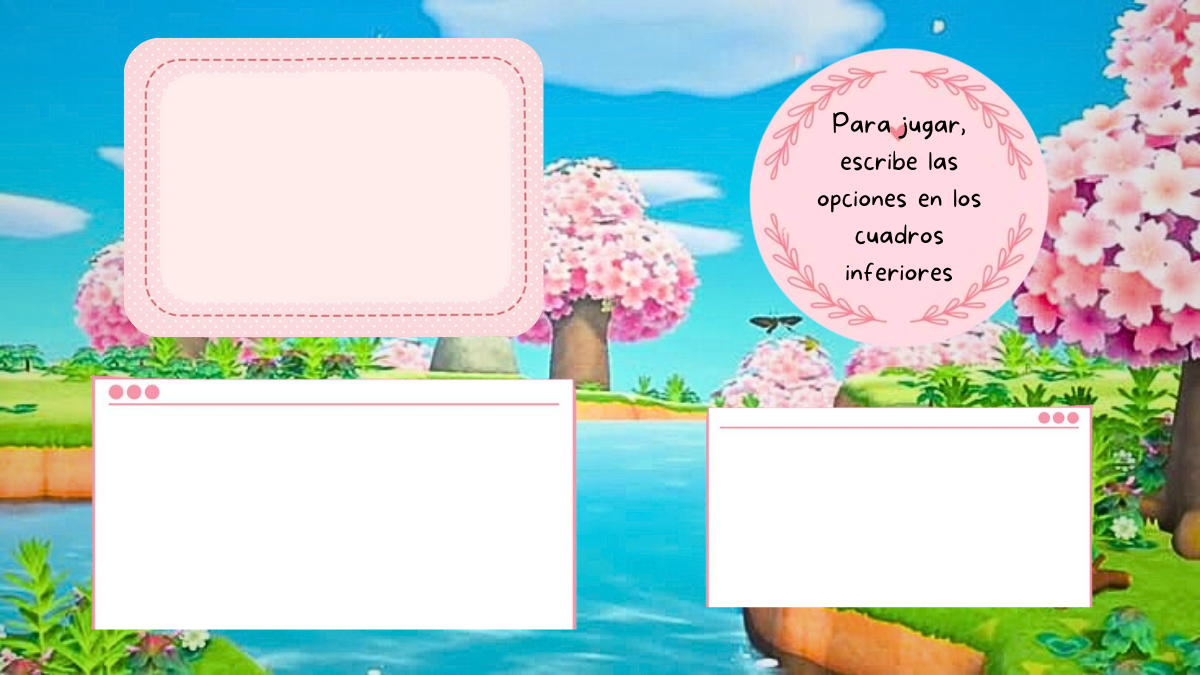 Para jugar,
escribe las
opciones en los
cuadros
inferiores